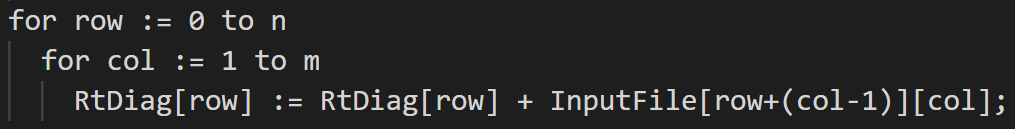 for row := 0 to n
for col := 1 to m
RtDiag[row] := RtDiag[row] + InputFile[row+(col-1)][col];